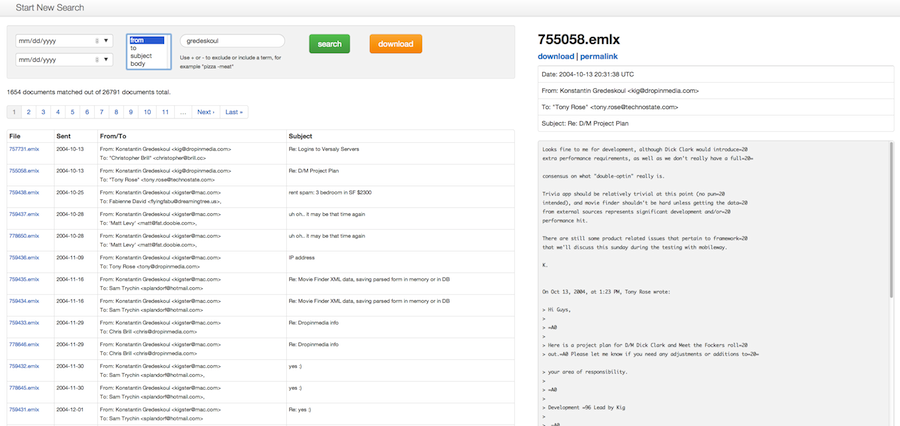 Start New Search
mm/dd/yyyy
mm/dd/yyyy
from
to
subject
body
gredeskoul
Use + or - to exclude or include a term, for
example "pizza -meat".
search
download
1654 documents matched out of 26791 documents total.
1 2 3 4 5 6 7 8 9 10 11 ... Next › Last »
File Sent From/To Subject
757731.emlx 2004-10-13 From: Konstantin Gredeskoul <kig@dropinmedia.com> Re: Logins to Versaly Servers
To: "Christopher Brill" <christopher@brill.cc>
755058.emlx 2004-10-13 From: Konstantin Gredeskoul <kig@dropinmedia.com> Re: D/M Project Plan
To: "Tony Rose" <tony.rose@technostate.com>
759438.emlx 2004-10-25 From: Konstantin Gredeskoul <kigster@mac.com> rent spam: 3 bedroom in SF $2300
To: Fabienne David <flyingfabu@dreamingtree.us>,
759437.emlx 2004-10-28 From: Konstantin Gredeskoul <kigster@mac.com> uh oh.. it may be that time again
To: 'Matt Levy' <matt@fat.doobie.com>,
778650.emlx 2004-10-28 From: Konstantin Gredeskoul <kigster@mac.com> uh oh.. it may be that time again
To: 'Matt Levy' <matt@fat.doobie.com>,
759436.emlx 2004-11-09 From: Konstantin Gredeskoul <kigster@mac.com> IP address
To: Tony Rose <tony@dropinmedia.com>
759435.emlx 2004-11-16 From: Konstantin Gredeskoul <kigster@mac.com> Re: Movie Finder XML data, saving parsed form in memory or in DB
To: Sam Trychin <xplandorf@hotmail.com>
759434.emlx 2004-11-16 From: Konstantin Gredeskoul <kigster@mac.com> Re: Movie Finder XML data, saving parsed form in memory or in DB
To: Sam Trychin <xplandorf@hotmail.com>
759433.emlx 2004-11-29 From: Konstantin Gredeskoul <kigster@mac.com> Re: Dropinmedia info
To: Chris Brill <chris@dropinmedia.com>
778646.emlx 2004-11-29 From: Konstantin Gredeskoul <kigster@mac.com> Re: Dropinmedia info
To: Chris Brill <chris@dropinmedia.com>
759432.emlx 2004-11-30 From: Konstantin Gredeskoul <kigster@mac.com> yes :)
To: Sam Trychin <xplandorf@hotmail.com>,
778645.emlx 2004-11-30 From: Konstantin Gredeskoul <kigster@mac.com> yes :)
To: Sam Trychin <xplandorf@hotmail.com>,
759431.emlx 2004-12-01 From: Konstantin Gredeskoul <kigster@mac.com> Re: yes :)
To: Sam Trychin <xplandorf@hotmail.com>
755058.emlx
download | permalink
Date: 2004-10-13 20:31:38 UTC
From: Konstantin Gredeskoul <kig@dropinmedia.com>
To: "Tony Rose" <tony.rose@technostate.com>
Subject: Re: D/M Project Plan
Looks fine to me for development, although Dick Clark would introduce=20
extra performance requirements, as well as we don't really have a full=20=
consensus on what "double-optin" really is.
Trivia app should be relatively trivial at this point (no pun=20
intended), and movie finder shouldn't be hard unless getting the data=20
from external sources represents significant development and/or=20
performance hit.
There are still some product related issues that pertain to framework=20
that we'll discuss this sunday during the testing with mobileway.
K.
On Oct 13, 2004, at 1:23 PM, Tony Rose wrote:
> Hi Guys,
>
> =A0
>
> Here is a project plan for D/M Dick Clark and Meet the Fockers roll=20
> out.=A0 Please let me know if you need any adjustments or additions to=20=
> your area of responsibility.
>
> =A0
>
> Development =96 Lead by Kig
>
> =A0